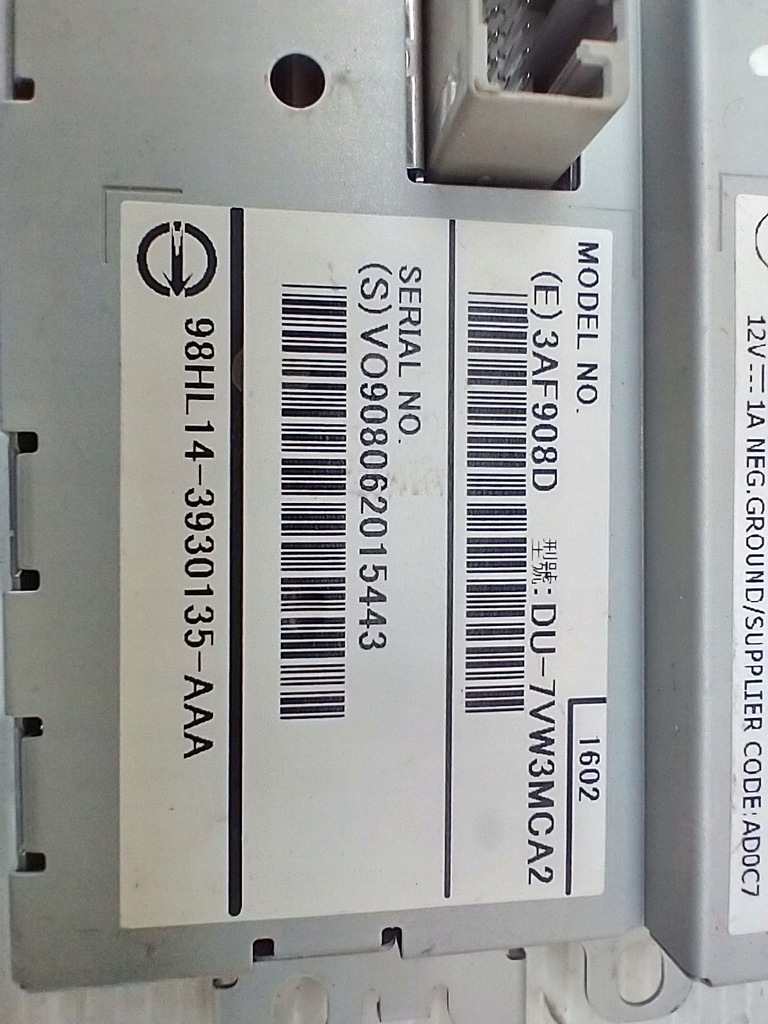 12V⎓ 1A NEG.GROUND/SUPPLIER CODE:AD0C7
1602
MODEL NO.
(E)3AF908D 型號:DU-7VW3MCA2
SERIAL NO.
(S)VO908062015443
98HL14-3930135-AAA